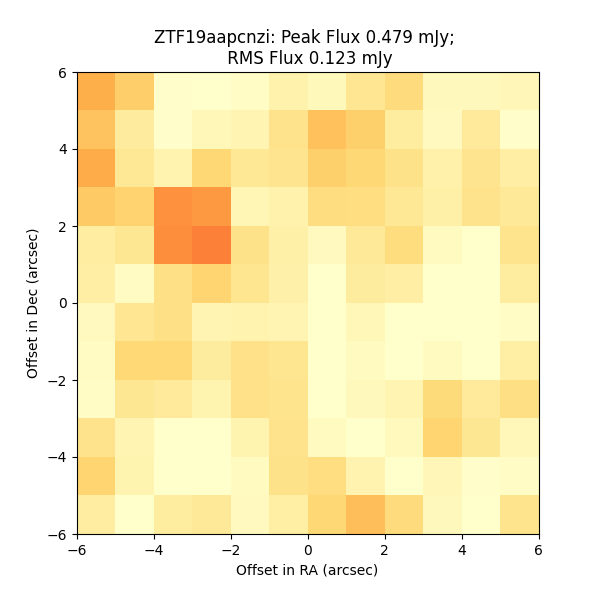 ZTF19aapcnzi: Peak Flux 0.479 mJy;
RMS Flux 0.123 mJy
6
4
2
0
−2
−4
−6
Offset in Dec (arcsec)
−6 −4 −2 0 2 4 6
Offset in RA (arcsec)